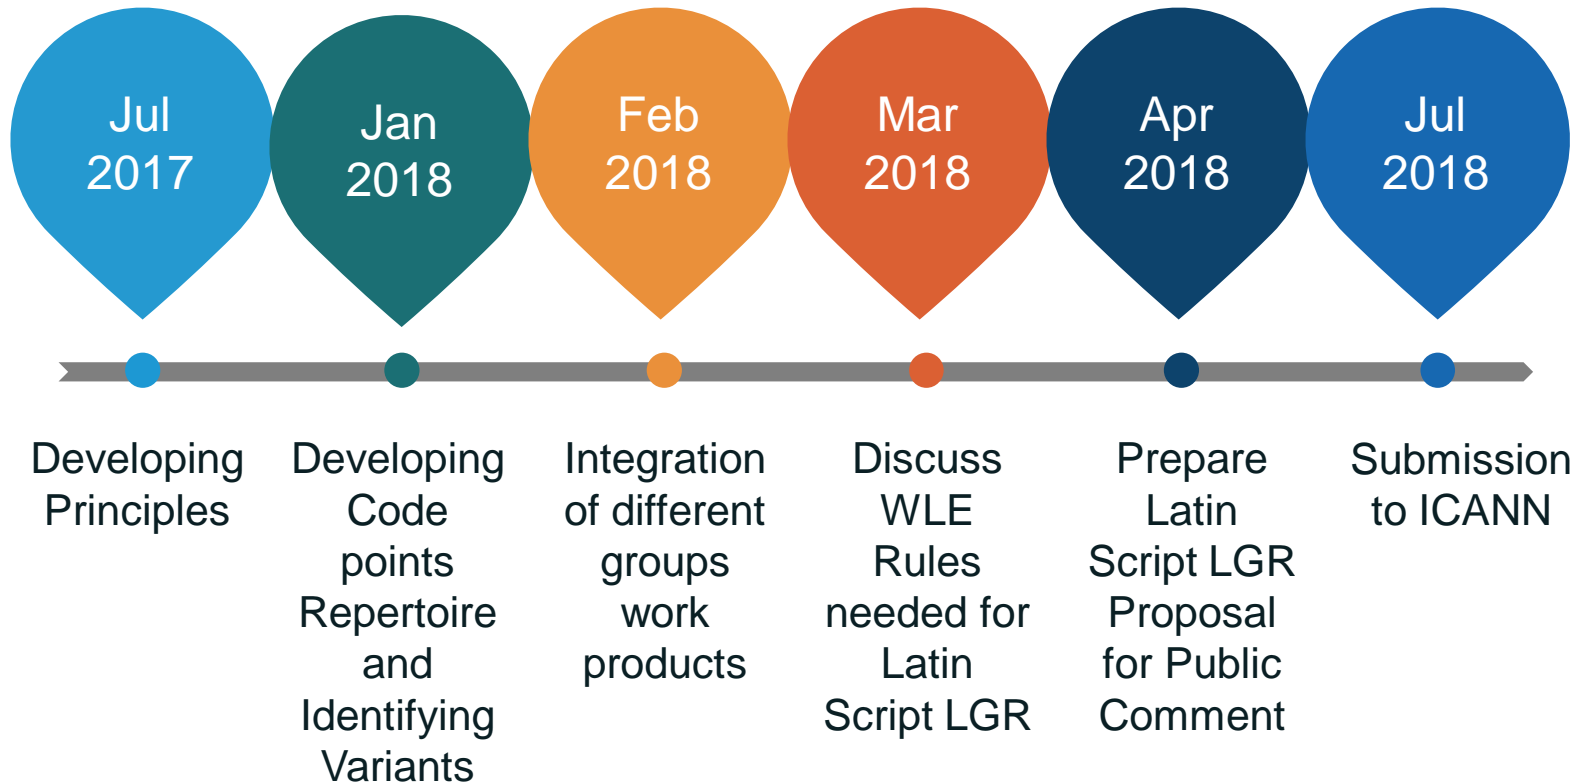 Jul
2017
Jan
2018
Feb
2018
Mar
2018
Apr
2018
Jul
2018
Developing
Principles
Developing
Code
points
Repertoire
and
Identifying
Variants
Integration
of different
groups
work
products
Discuss
WLE
Rules
needed for
Latin
Script LGR
Prepare
Latin
Script LGR
Proposal
for Public
Comment
Submission
to ICANN